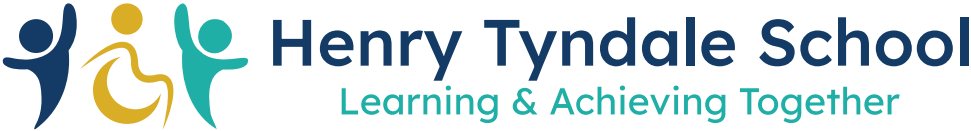 Henry Tyndale School
Learning & Achieving Together